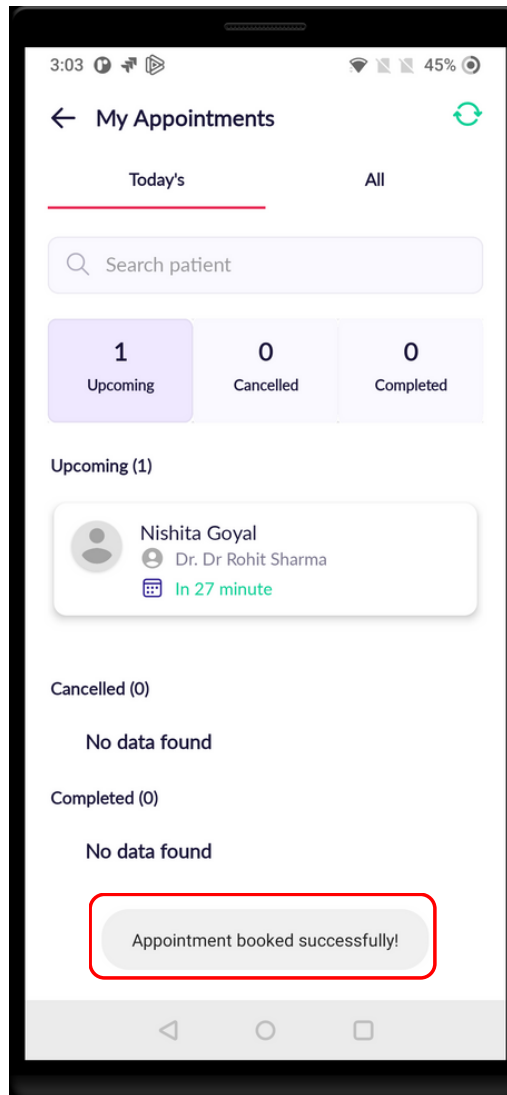 3:03 45%
My Appointments
Today's All
Search patient
1 0 0
Upcoming Cancelled Completed
Upcoming (1)
Nishita Goyal
Dr. Dr Rohit Sharma
In 27 minute
Cancelled (0)
No data found
Completed (0)
No data found
Appointment booked successfully!